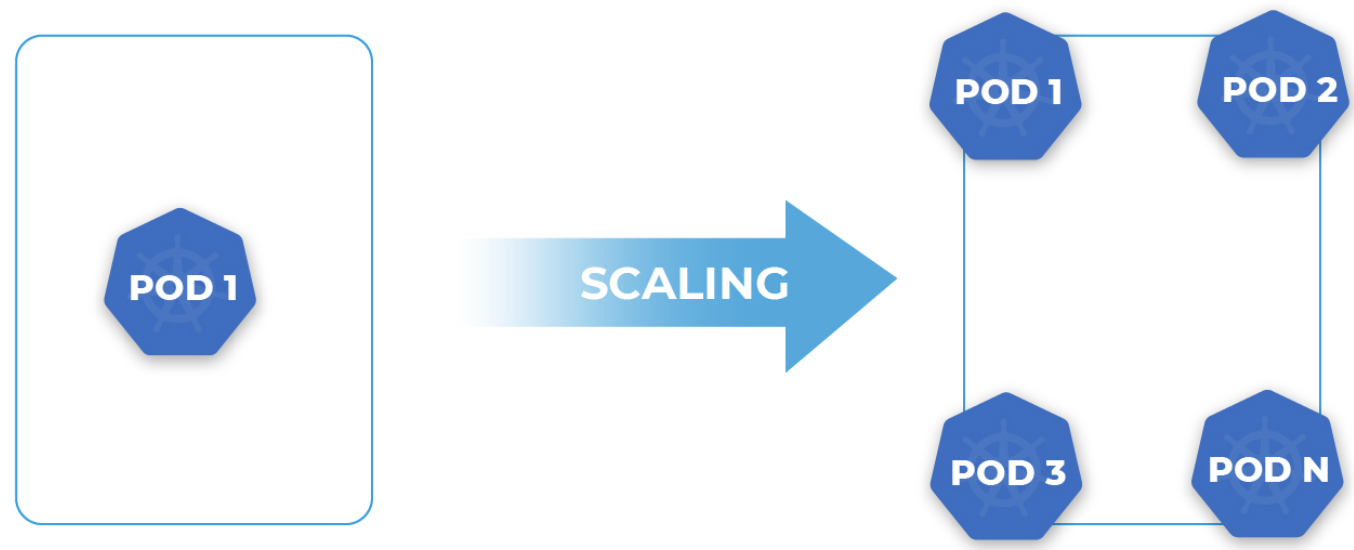 POD 1
SCALING
POD 1
POD 2
POD 3
POD N